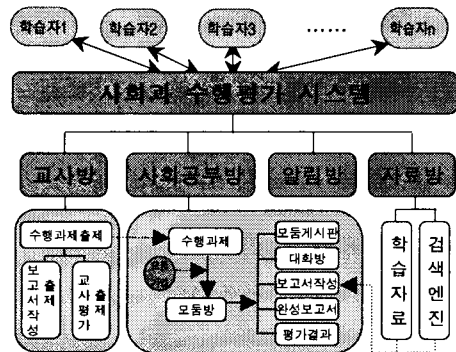 학습자1 학습자2 학습자3 …… 학습자n
사회과 수행평가 시스템
교사방 사회공부방 알림방 자료방
수행과제출제
보고서작성 출제
교사평가 출제
수행과제
모둠방
모둠게시판
대화방
보고서작성
완성보고서
평가결과
학습자료
검색엔진